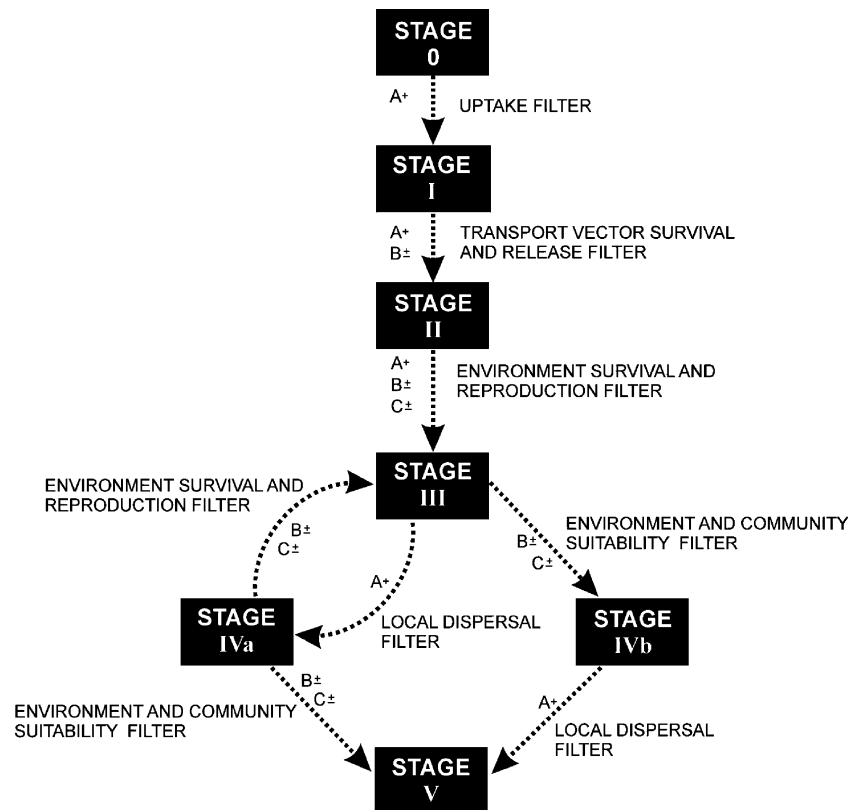 STAGE
0
A+
UPTAKE FILTER
STAGE
I
A+
B±
TRANSPORT VECTOR SURVIVAL
AND RELEASE FILTER
STAGE
II
A+
B±
C±
ENVIRONMENT SURVIVAL AND
REPRODUCTION FILTER
STAGE
III
ENVIRONMENT SURVIVAL AND
REPRODUCTION FILTER
B±
C±
A+
LOCAL DISPERSAL
FILTER
B±
C±
ENVIRONMENT AND COMMUNITY
SUITABILITY FILTER
STAGE
IVa
STAGE
IVb
B±
C±
ENVIRONMENT AND COMMUNITY
SUITABILITY FILTER
A+
LOCAL DISPERSAL
FILTER
STAGE
V